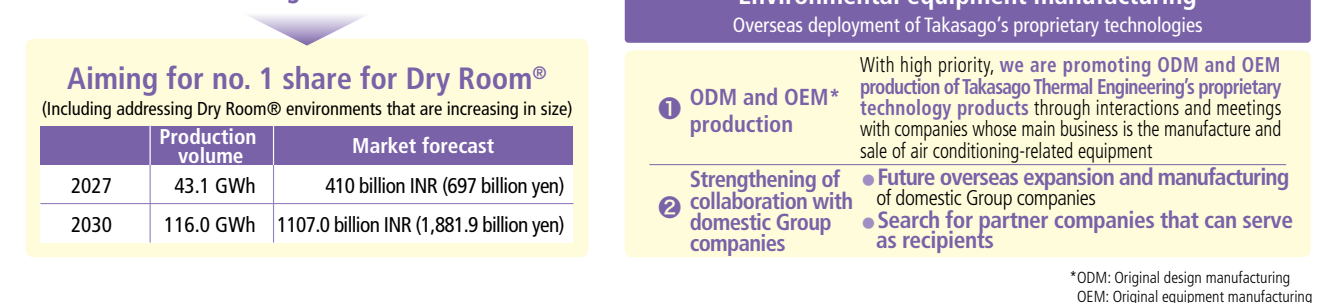 Environmental equipment manufacturing
Overseas deployment of Takasago's proprietary technologies
Aiming for no. 1 share for Dry Room®
(Including addressing Dry Room® environments that are increasing in size)
Production volume Market forecast
2027 43.1 GWh 410 billion INR (697 billion yen)
2030 116.0 GWh 1107.0 billion INR (1,881.9 billion yen)
❶ ODM and OEM*
production
With high priority, we are promoting ODM and OEM
production of Takasago Thermal Engineering's proprietary
technology products through interactions and meetings
with companies whose main business is the manufacture and
sale of air conditioning-related equipment
❷ Strengthening of
collaboration with
domestic Group
companies
●Future overseas expansion and manufacturing
of domestic Group companies
●Search for partner companies that can serve
as recipients
*ODM: Original design manufacturing
OEM: Original equipment manufacturing